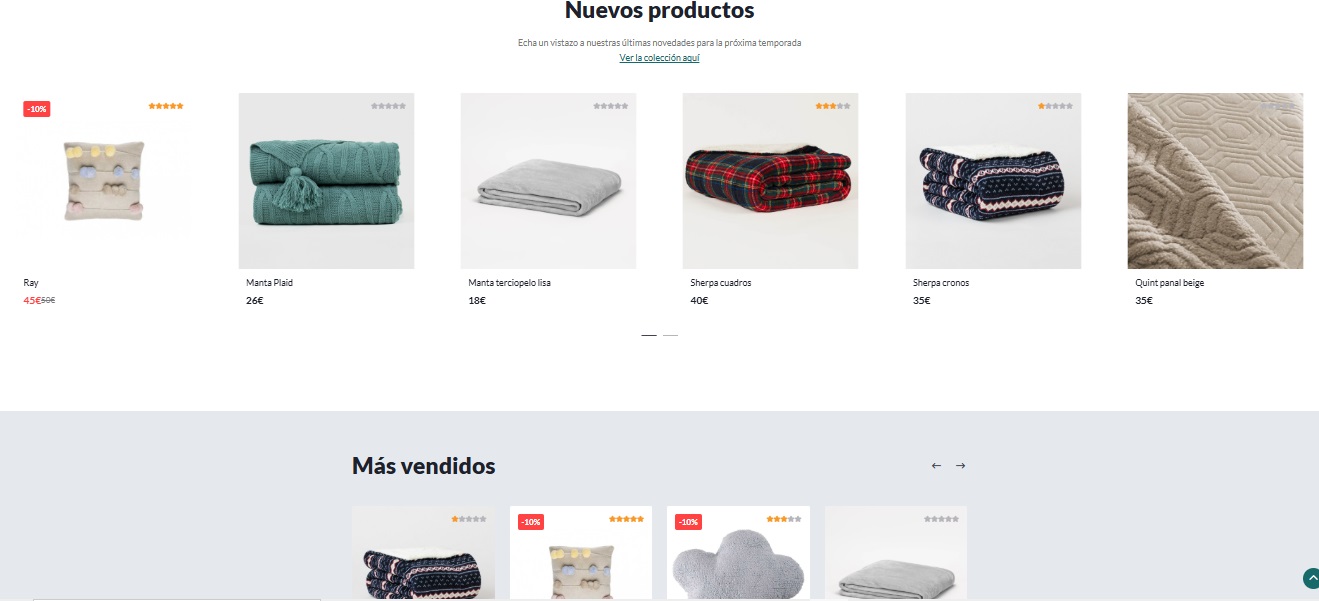 Nuevos productos
Echa un vistazo a nuestras últimas novedades para la próxima temporada
Ver la colección aquí
-10%
Ray
45€50€
Manta Plaid
26€
Manta terciopelo lisa
18€
Sherpa cuadros
40€
Sherpa cronos
35€
Quint panal beige
35€
Más vendidos
← →
-10%
-10%